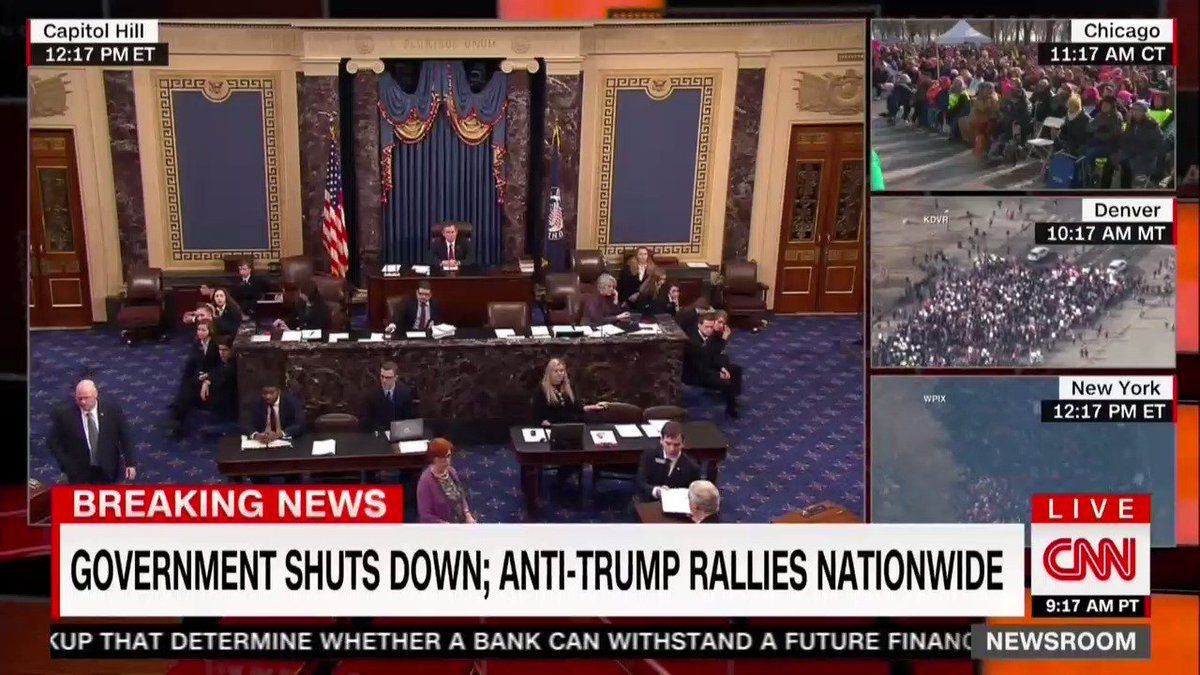 Capitol Hill
12:17 PM ET
PLURIBUS UNUM
Chicago
11:17 AM CT
KDVR
Denver
10:17 AM MT
WPIX
New York
12:17 PM ET
BREAKING NEWS
GOVERNMENT SHUTS DOWN; ANTI-TRUMP RALLIES NATIONWIDE
LIVE
CNN
9:17 AM PT
KUP THAT DETERMINE WHETHER A BANK CAN WITHSTAND A FUTURE FINANC
NEWSROOM